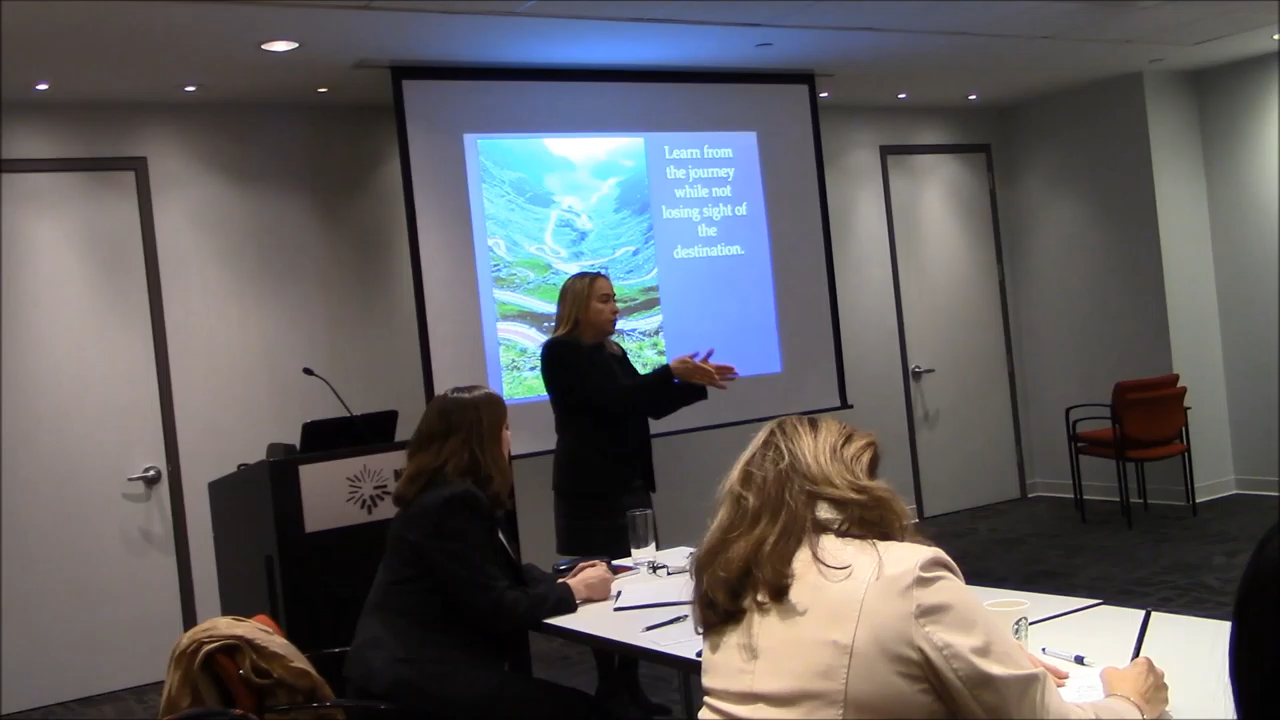 Learn from
the journey
while not
losing sight of
the
destination.